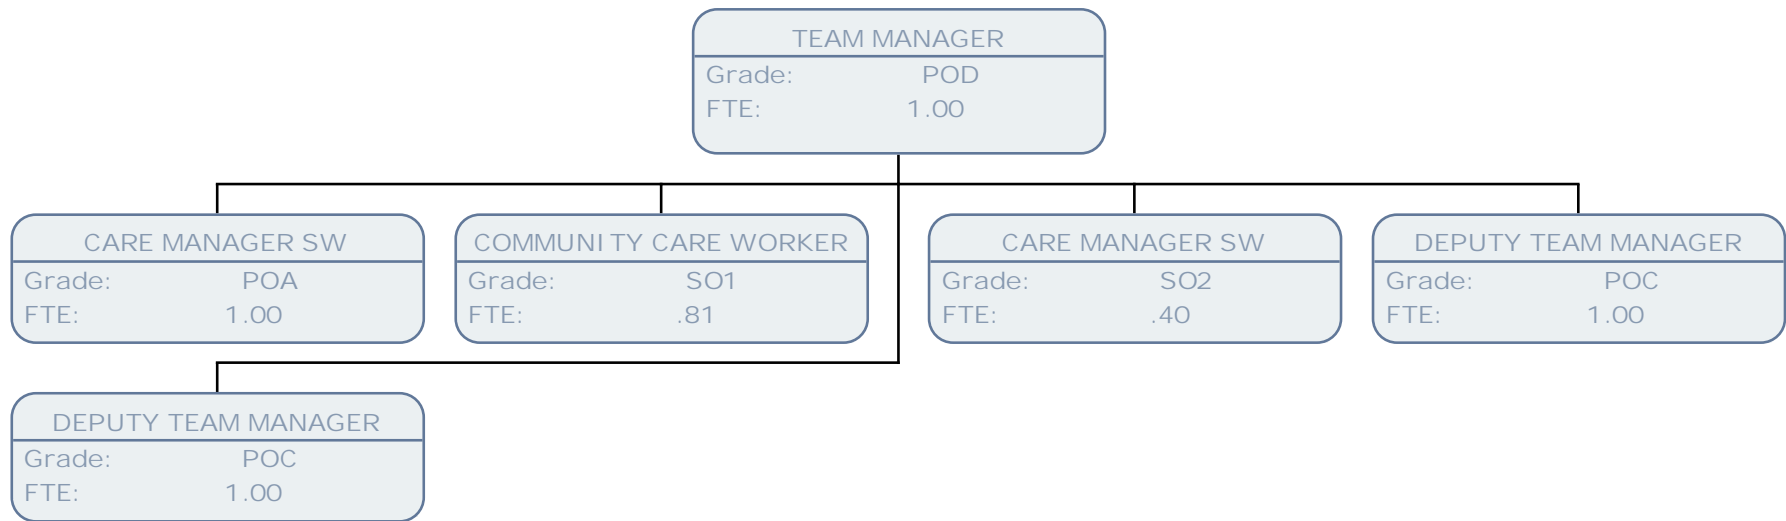 TEAM MANAGER
Grade: POD
FTE: 1.00
CARE MANAGER SW
Grade: POA
FTE: 1.00
COMMUNITY CARE WORKER
Grade: SO1
FTE: .81
CARE MANAGER SW
Grade: SO2
FTE: .40
DEPUTY TEAM MANAGER
Grade: POC
FTE: 1.00
DEPUTY TEAM MANAGER
Grade: POC
FTE: 1.00